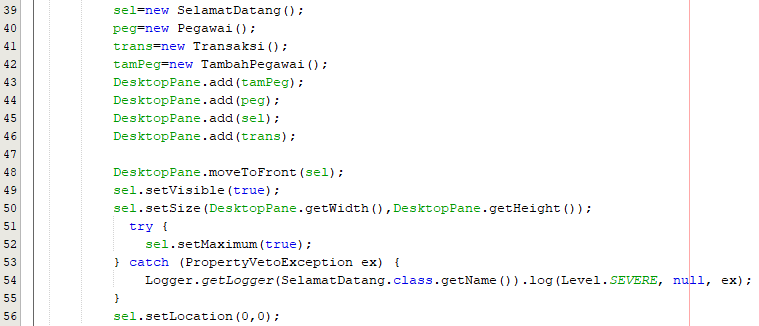 39 sel=new SelamatDatang();
40 peg=new Pegawai();
41 trans=new Transaksi();
42 tamPeg=new TambahPegawai();
43 DesktopPane.add(tamPeg);
44 DesktopPane.add(peg);
45 DesktopPane.add(sel);
46 DesktopPane.add(trans);
47
48 DesktopPane.moveToFront(sel);
49 sel.setVisible(true);
50 sel.setSize(DesktopPane.getWidth(),DesktopPane.getHeight());
51 try {
52 sel.setMaximum(true);
53 } catch (PropertyVetoException ex) {
54 Logger.getLogger(SelamatDatang.class.getName()).log(Level.SEVERE, null, ex);
55 }
56 sel.setLocation(0,0);